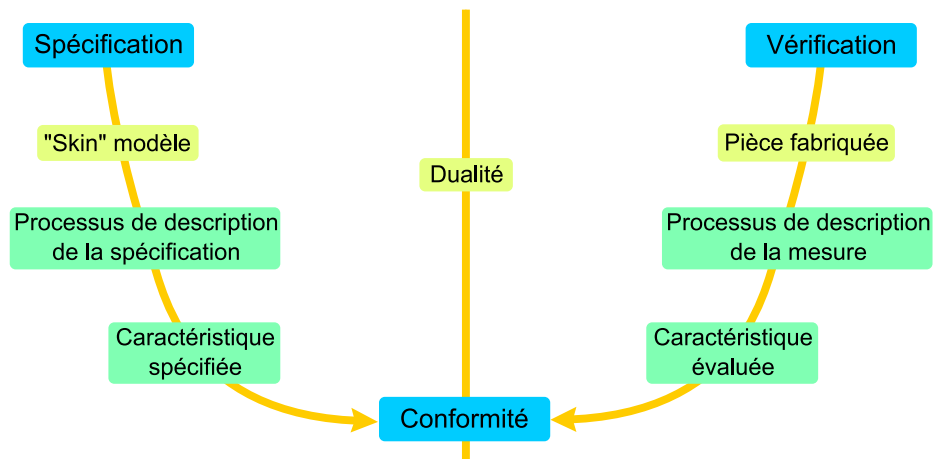 Spécification
"Skin" modèle
Processus de description
de la spécification
Caractéristique
spécifiée
Dualité
Vérification
Pièce fabriquée
Processus de description
de la mesure
Caractéristique
évaluée
Conformité